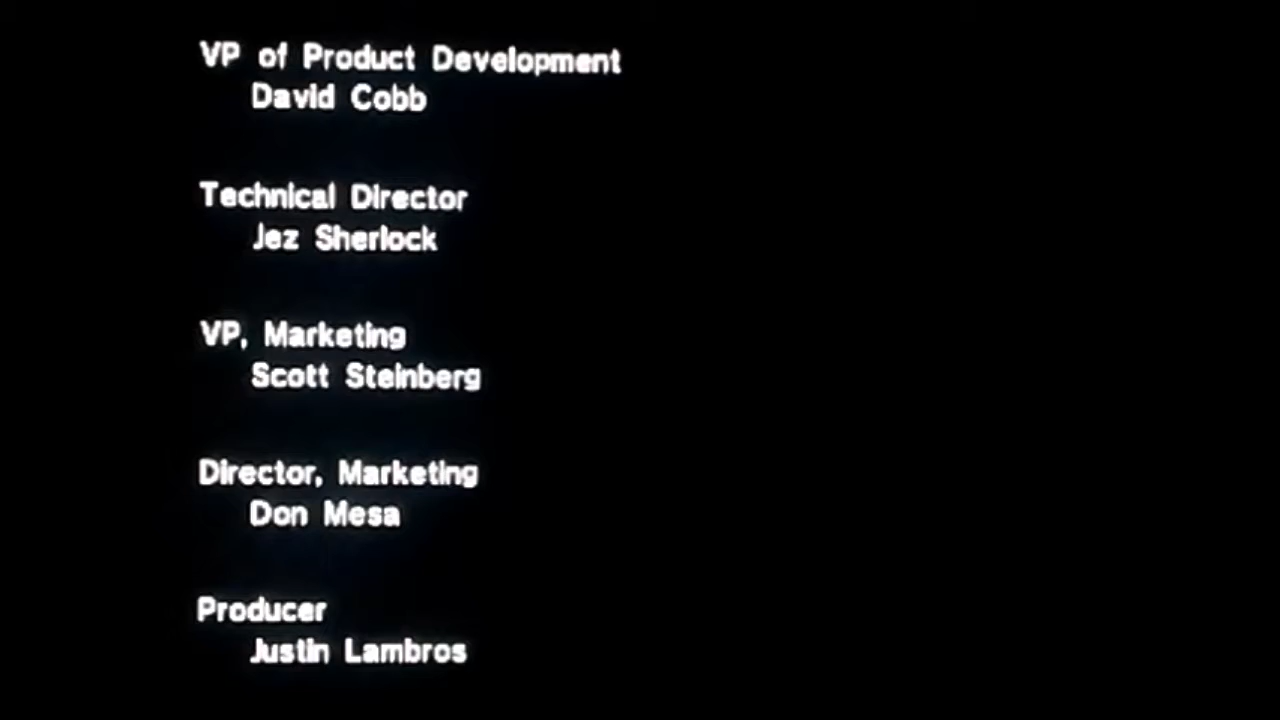 VP of Product Development
David Cobb
Technical Director
Jez Sherlock
VP, Marketing
Scott Steinberg
Director, Marketing
Don Mesa
Producer
Justin Lambros